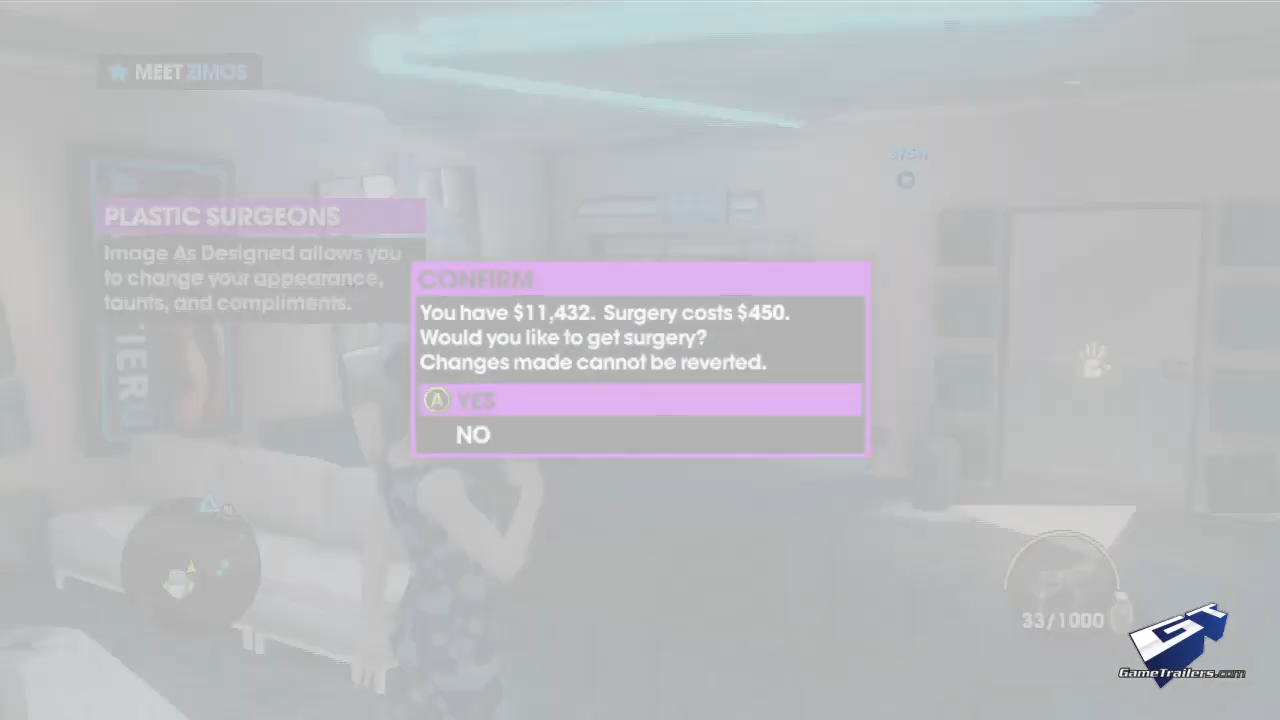 MEET ZIMOS
PLASTIC SURGEONS
Image As Designed allows you
to change your appearance,
taunts, and compliments.
CONFIRM
You have $11,432. Surgery costs $450.
Would you like to get surgery?
Changes made cannot be reverted.
A YES
NO
33/1000
GT
GameTrailers.com